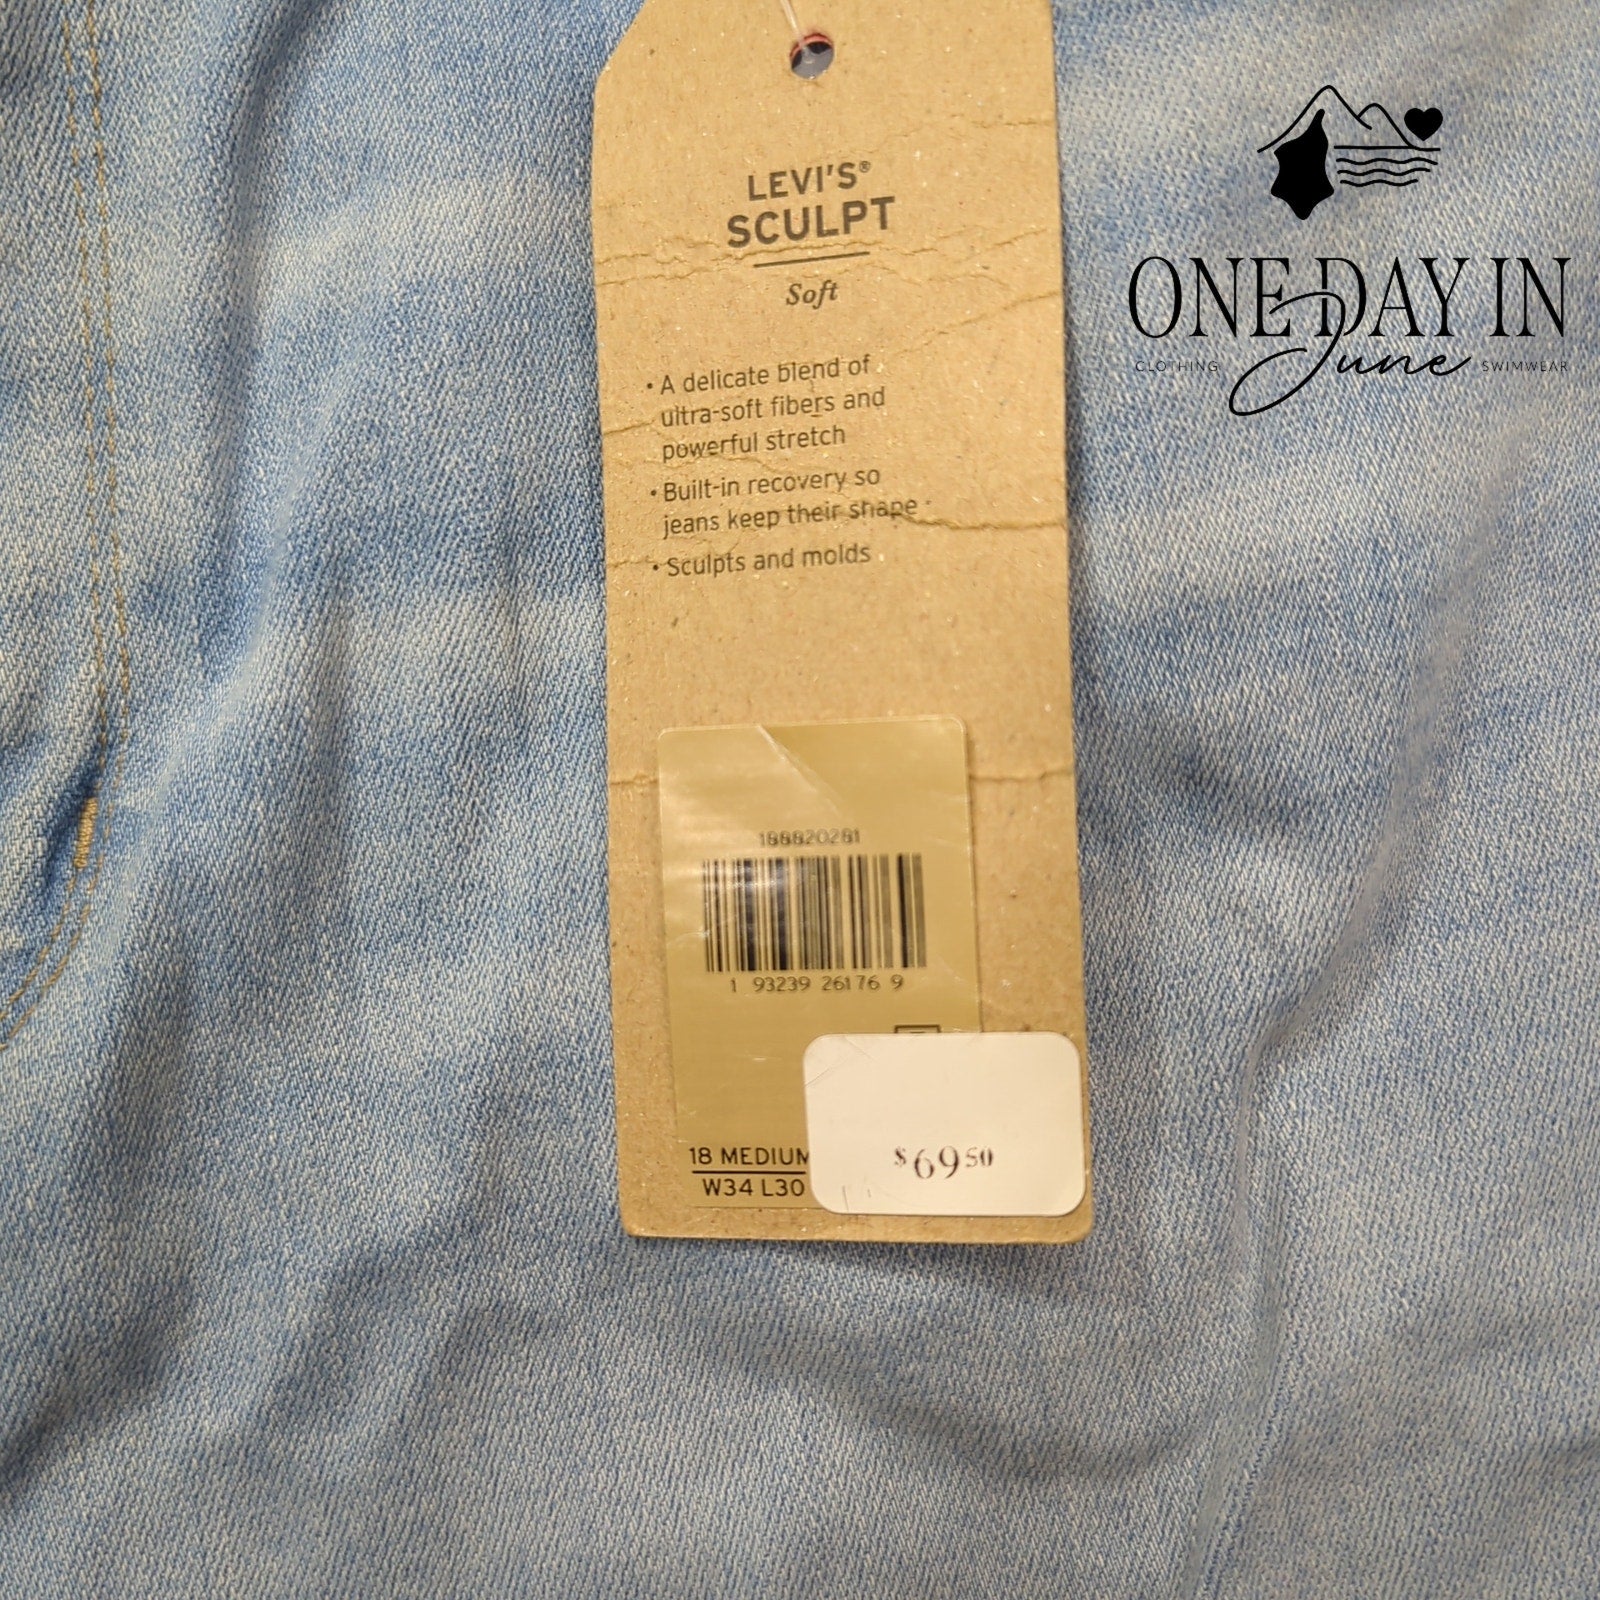 LEVI'S®
SCULPT
Soft
• A delicate blend of
ultra-soft fibers and
powerful stretch
• Built-in recovery so
jeans keep their shape
• Sculpts and molds
188820281
1 93239 26176 9
18 MEDIUM
W34 L30
$69.50
ONE DAY IN
June
CLOTHING SWIMWEAR